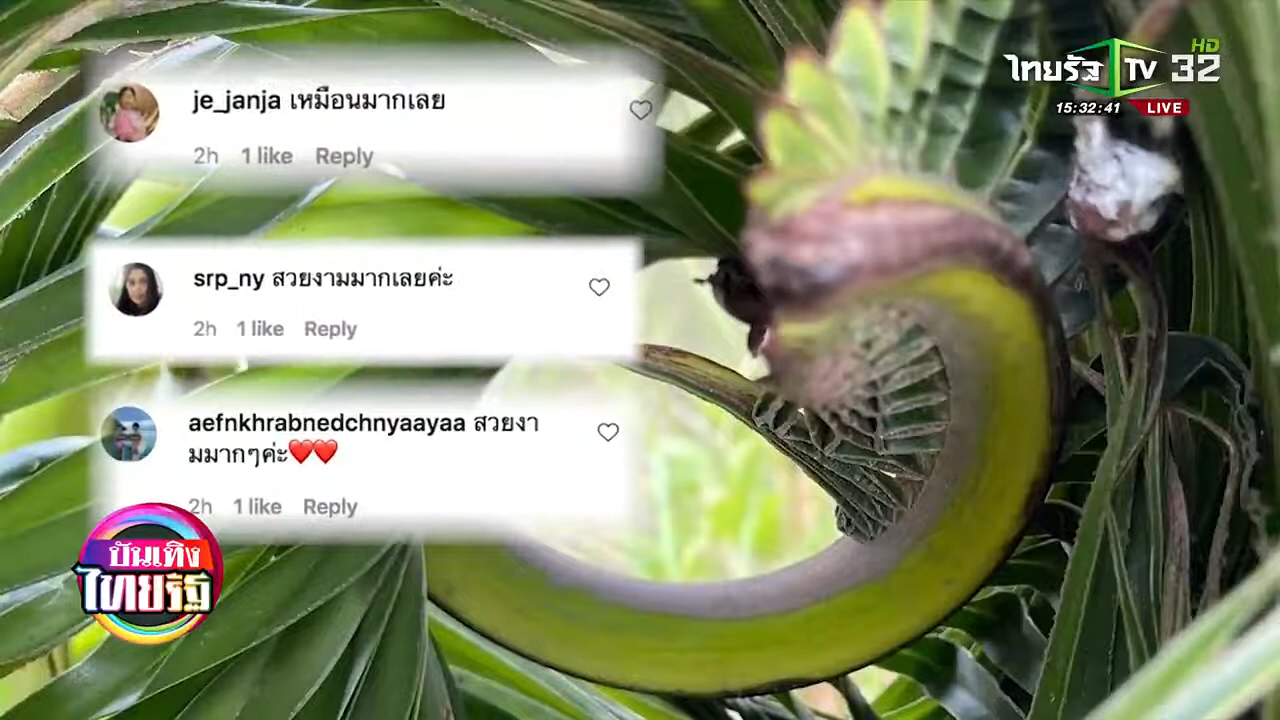 ไทยรัฐ TV 32 HD
15:32:41 LIVE
je_janja เหมือนมากเลย
2h 1 like Reply
srp_ny สวยงามมากเลยค่ะ
2h 1 like Reply
aefnkhrabnedchnyaayaa สวยงา
มมากๆค่ะ❤️❤️
2h 1 like Reply
บันเทิง
ไทยรัฐ